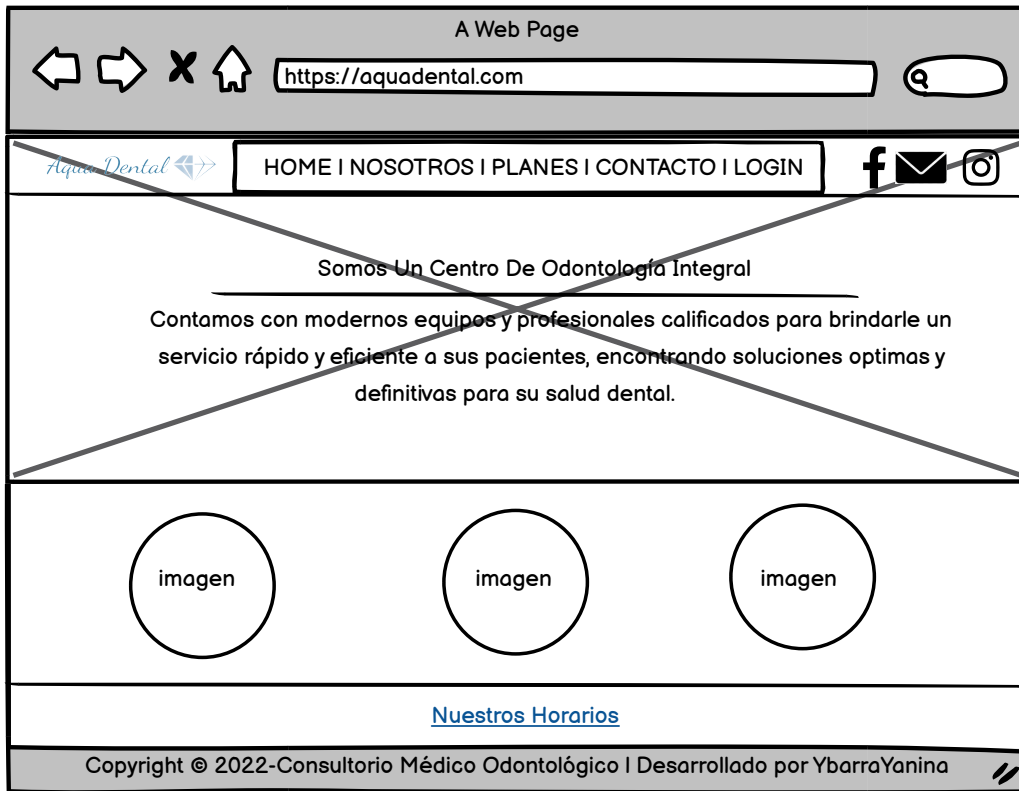 A Web Page
https://aquadental.com
Aqua Dental
HOME I NOSOTROS I PLANES I CONTACTO I LOGIN
Somos Un Centro De Odontología Integral
Contamos con modernos equipos y profesionales calificados para brindarle un
servicio rápido y eficiente a sus pacientes, encontrando soluciones optimas y
definitivas para su salud dental.
imagen
imagen
imagen
Nuestros Horarios
Copyright © 2022-Consultorio Médico Odontológico I Desarrollado por YbarraYanina